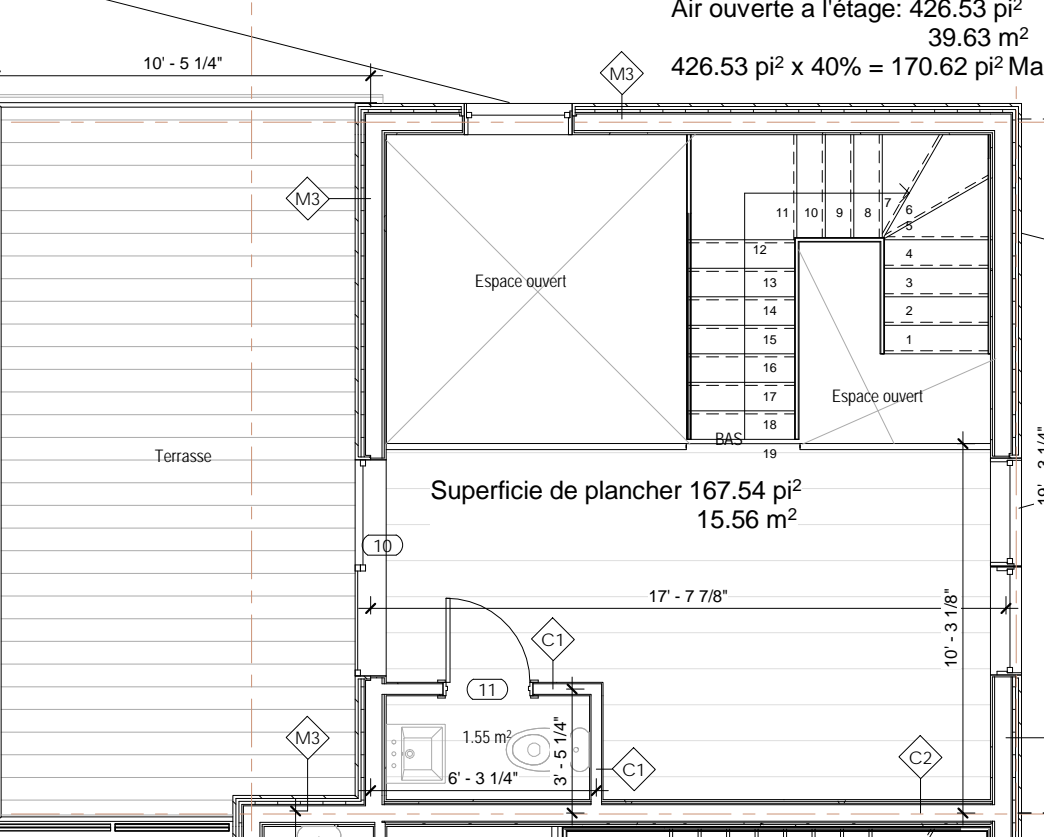 Air ouverte a l'étage: 426.53 pi²
39.63 m²
426.53 pi² x 40% = 170.62 pi² Ma
10' - 5 1/4"
M3
M3
7
11 10 9 8 6
5
12 4
Espace ouvert 13 3
14 2
15 1
16
17 Espace ouvert
18
BAS
19
Terrasse
Superficie de plancher 167.54 pi²
15.56 m²
10
17' - 7 7/8"
10' - 3 1/8"
C1
11
M3
1.55 m²
3' - 5 1/4"
6' - 3 1/4"
C1
C2